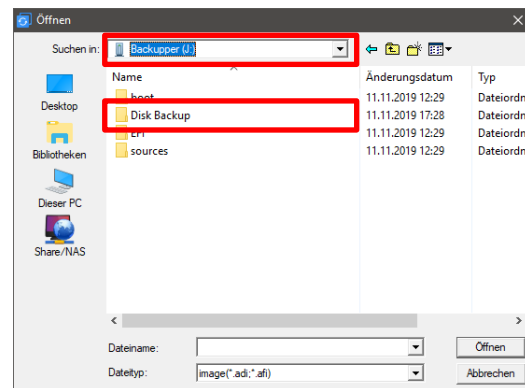 Öffnen
Suchen in: Backupper (J:)
Name Änderungsdatum Typ
boot 11.11.2019 12:29 Dateiordn
Disk Backup 11.11.2019 17:28 Dateiordn
EFI 11.11.2019 12:29 Dateiordn
sources 11.11.2019 12:29 Dateiordn
Desktop
Bibliotheken
Dieser PC
Share/NAS
Dateiname: Öffnen
Dateityp: image(*.adi;*.afi) Abbrechen